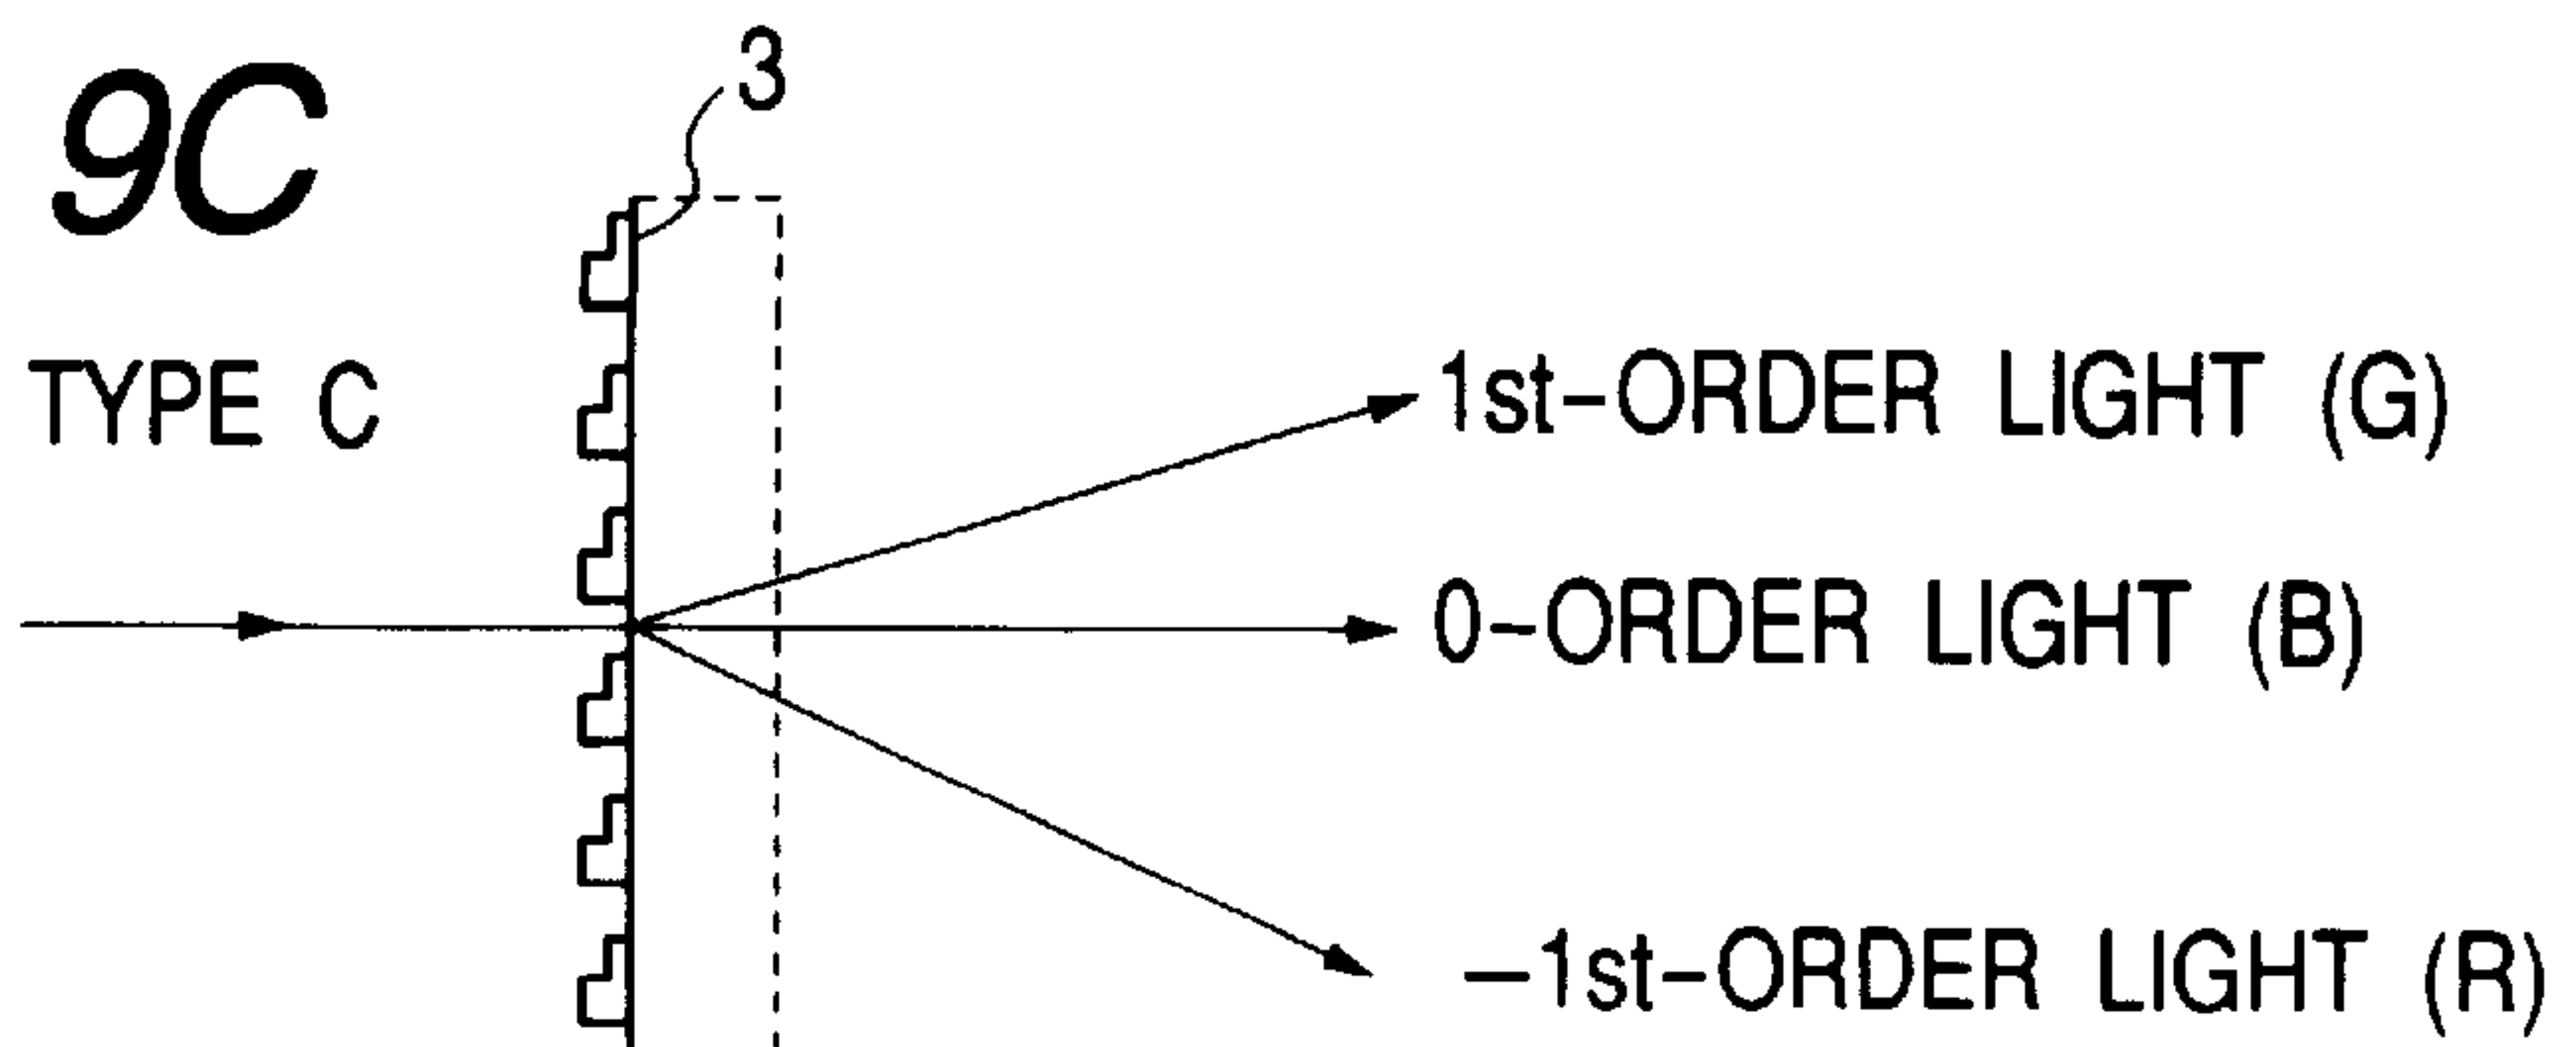 9C
3
TYPE C
1st-ORDER LIGHT (G)
0-ORDER LIGHT (B)
-1st-ORDER LIGHT (R)